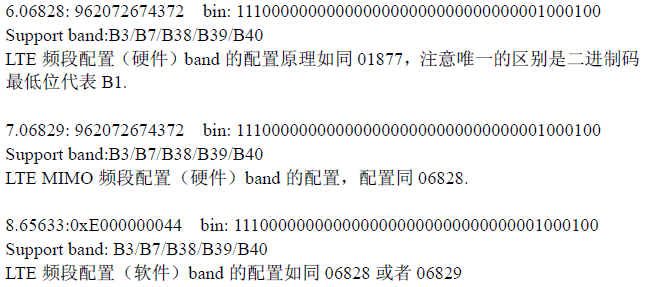 6.06828: 962072674372 bin: 1110000000000000000000000000000001000100
Support band:B3/B7/B38/B39/B40
LTE 频段配置（硬件）band 的配置原理如同 01877，注意唯一的区别是二进制码
最低位代表 B1.
7.06829: 962072674372 bin: 1110000000000000000000000000000001000100
Support band:B3/B7/B38/B39/B40
LTE MIMO 频段配置（硬件）band 的配置，配置同 06828.
8.65633:0xE000000044 bin: 1110000000000000000000000000000001000100
Support band: B3/B7/B38/B39/B40
LTE 频段配置（软件）band 的配置如同 06828 或者 06829